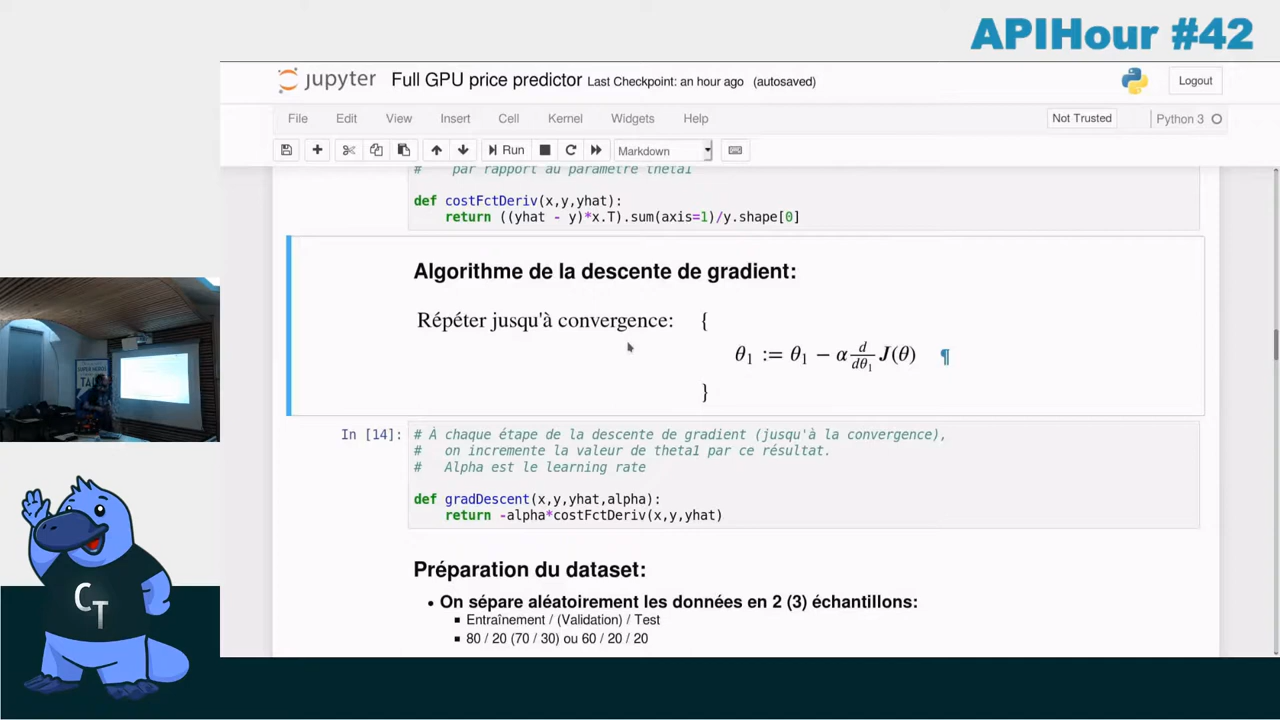 APIHour #42
jupyter Full GPU price predictor Last Checkpoint: an hour ago (autosaved) Logout
File Edit View Insert Cell Kernel Widgets Help Not Trusted Python 3
Run Markdown
par rapport au paramètre theta1
def costFctDeriv(x,y,yhat):
return ((yhat - y)*x.T).sum(axis=1)/y.shape[0]
Algorithme de la descente de gradient:
Répéter jusqu'à convergence: {
θ₁ := θ₁ − α d/dθ₁ J(θ) ¶
}
In [14]: # À chaque étape de la descente de gradient (jusqu'à la convergence),
# on incremente la valeur de theta1 par ce résultat.
# Alpha est le learning rate
def gradDescent(x,y,yhat,alpha):
return -alpha*costFctDeriv(x,y,yhat)
Préparation du dataset:
• On sépare aléatoirement les données en 2 (3) échantillons:
▪ Entraînement / (Validation) / Test
▪ 80 / 20 (70 / 30) ou 60 / 20 / 20
CT